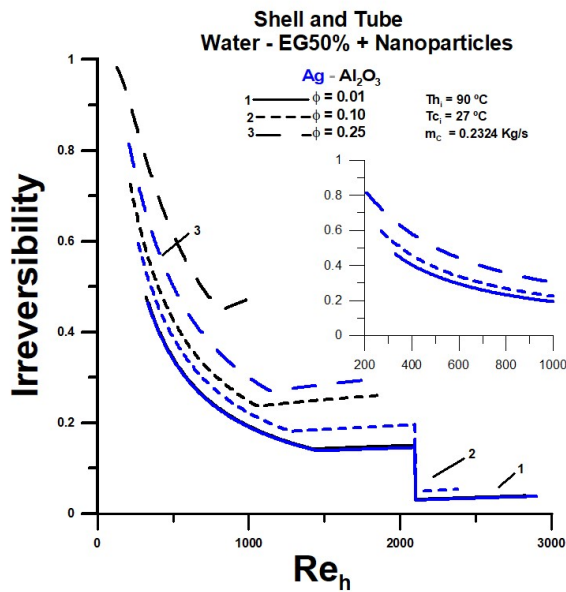 Shell and Tube
Water - EG50% + Nanoparticles
Ag - Al₂O₃
1 ϕ = 0.01
2 ϕ = 0.10
3 ϕ = 0.25
Th_i = 90 ºC
Tc_i = 27 ºC
m_C = 0.2324 Kg/s
Irreversibility
1
0.8
0.6
0.4
0.2
0
0
1000
2000
3000
Re_h
3
2
1
1
0.8
0.6
0.4
0.2
0
200
400
600
800
1000